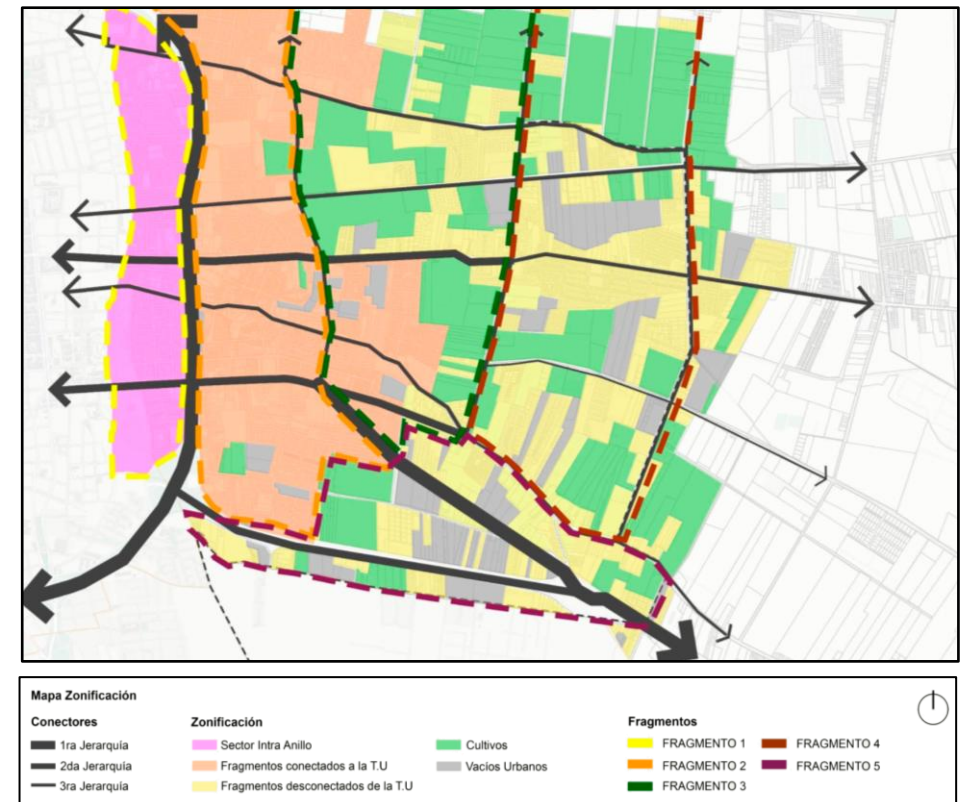 Mapa Zonificación
Conectores
1ra Jerarquía
2da Jerarquía
3ra Jerarquía
Zonificación
Sector Intra Anillo
Fragmentos conectados a la T.U
Fragmentos desconectados de la T.U
Cultivos
Vacíos Urbanos
Fragmentos
FRAGMENTO 1
FRAGMENTO 2
FRAGMENTO 3
FRAGMENTO 4
FRAGMENTO 5